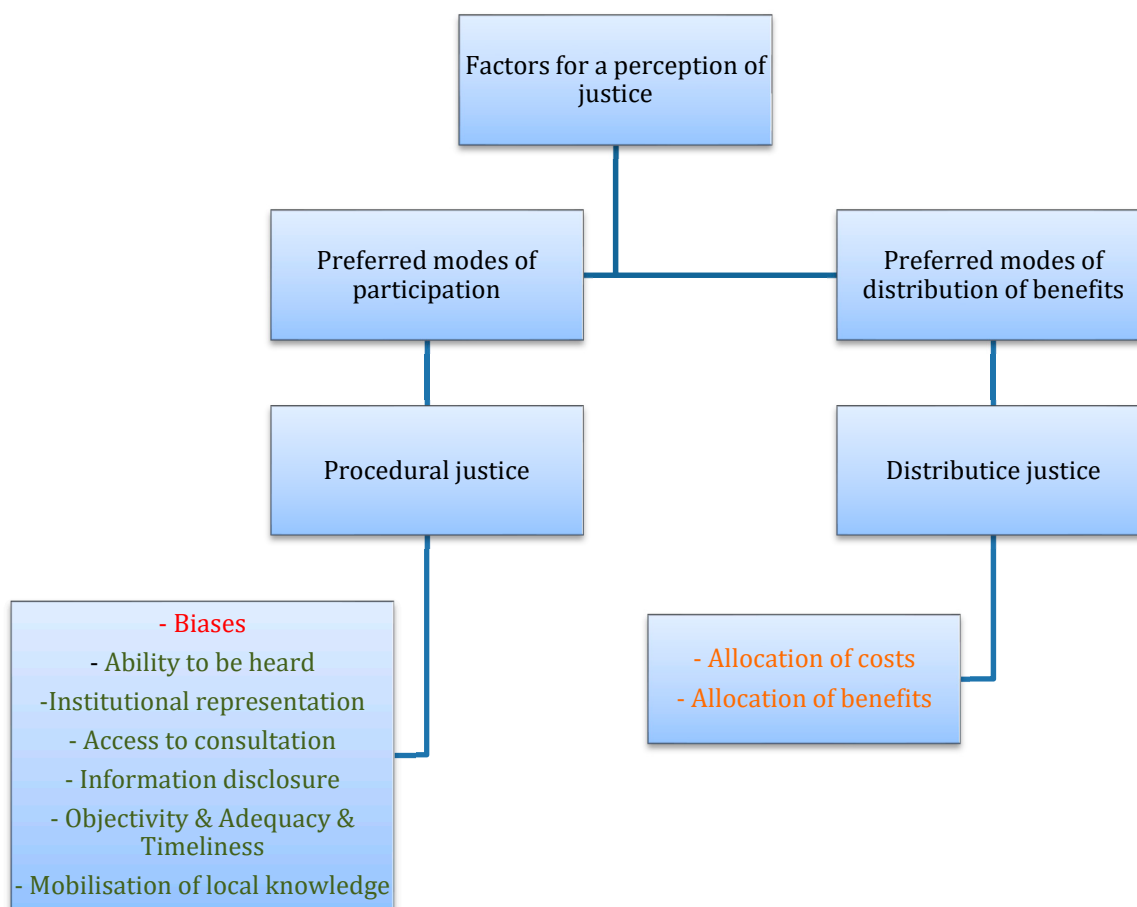 Factors for a perception of
justice
Preferred modes of
participation
Preferred modes of
distribution of benefits
Procedural justice
Distributice justice
- Biases
- Ability to be heard
-Institutional representation
- Access to consultation
- Information disclosure
- Objectivity & Adequacy &
Timeliness
- Mobilisation of local knowledge
- Allocation of costs
- Allocation of benefits